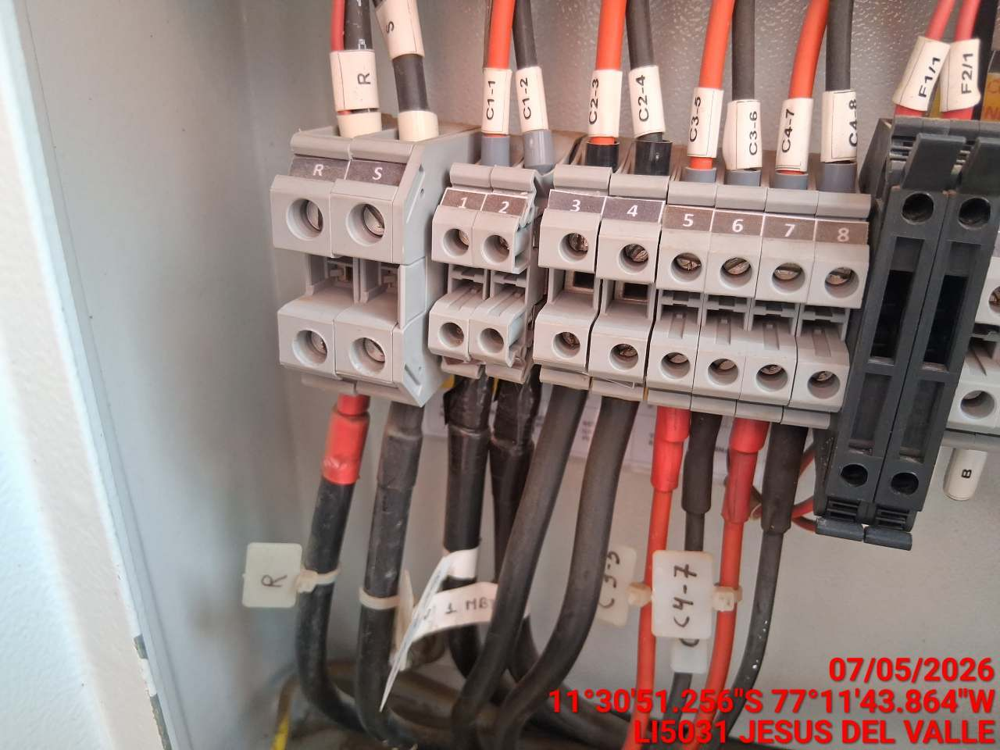 S
R
C1-1
C1-2
C2-3
C2-4
C3-5
C3-6
C4-7
C4-8
F1/1
F2/1
R
S
1
2
3
4
5
6
7
8
B
R
1 MB
C4-7
C
07/05/2026
11°30'51.256"S 77°11'43.864"W
LI5031 JESUS DEL VALLE